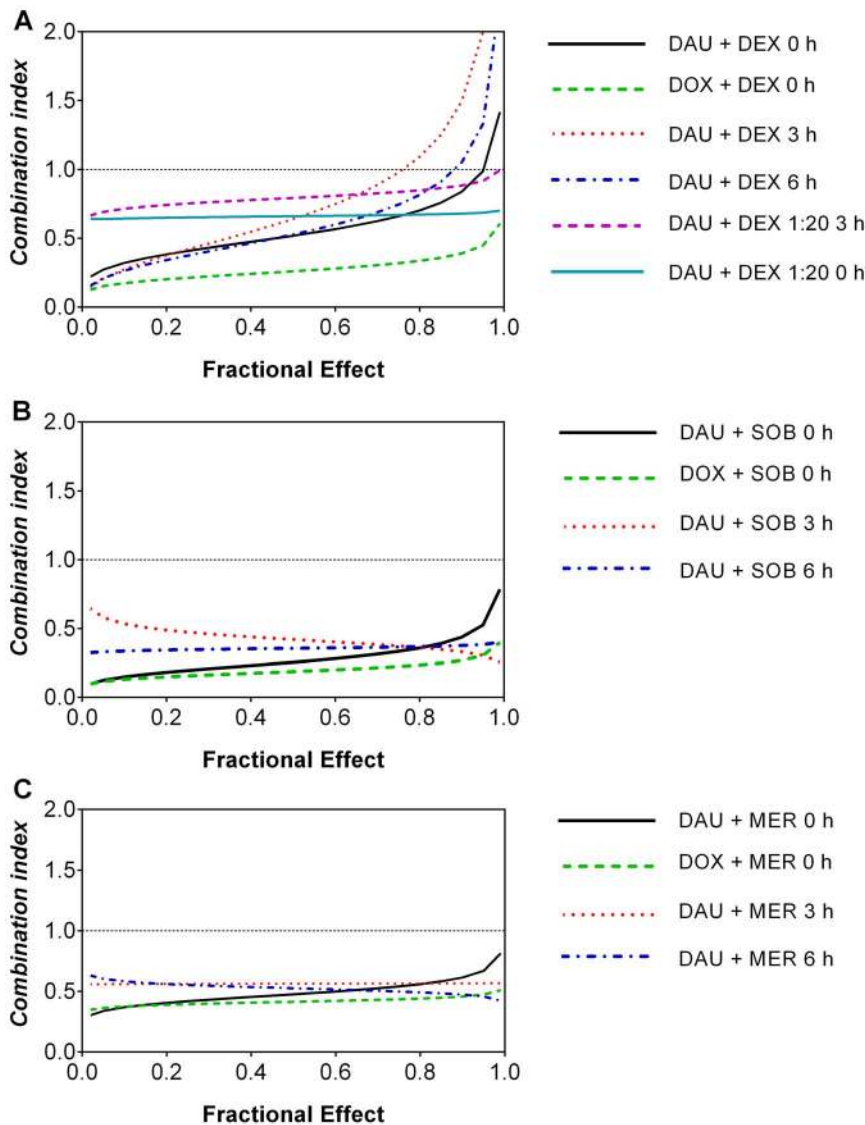 A
Combination index
2.0
1.5
1.0
0.5
0.0
0.0 0.2 0.4 0.6 0.8 1.0
Fractional Effect
DAU + DEX 0 h
DOX + DEX 0 h
DAU + DEX 3 h
DAU + DEX 6 h
DAU + DEX 1:20 3 h
DAU + DEX 1:20 0 h
B
Combination index
2.0
1.5
1.0
0.5
0.0
0.0 0.2 0.4 0.6 0.8 1.0
Fractional Effect
DAU + SOB 0 h
DOX + SOB 0 h
DAU + SOB 3 h
DAU + SOB 6 h
C
Combination index
2.0
1.5
1.0
0.5
0.0
0.0 0.2 0.4 0.6 0.8 1.0
Fractional Effect
DAU + MER 0 h
DOX + MER 0 h
DAU + MER 3 h
DAU + MER 6 h